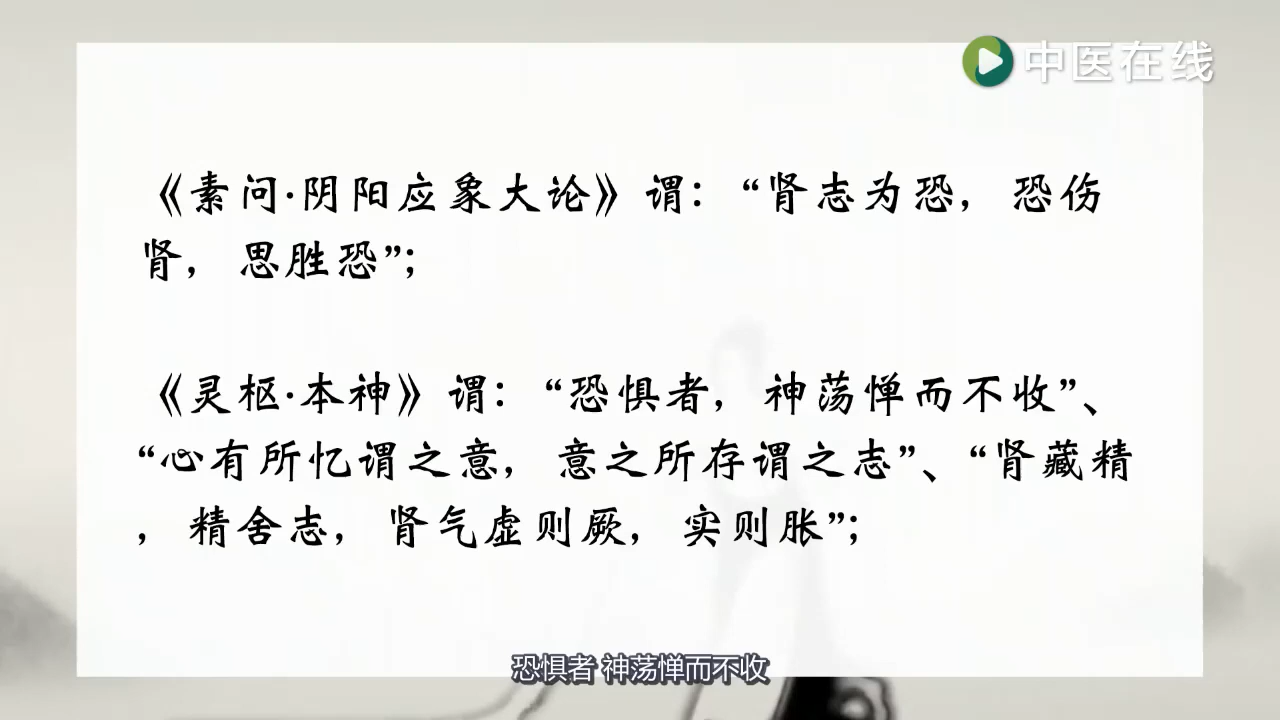 中医在线
《素问·阴阳应象大论》谓：“肾志为恐，恐伤
肾，思胜恐”；
《灵枢·本神》谓：“恐惧者，神荡惮而不收”、
“心有所忆谓之意，意之所存谓之志”、“肾藏精
，精舍志，肾气虚则厥，实则胀”；
恐惧者 神荡惮而不收